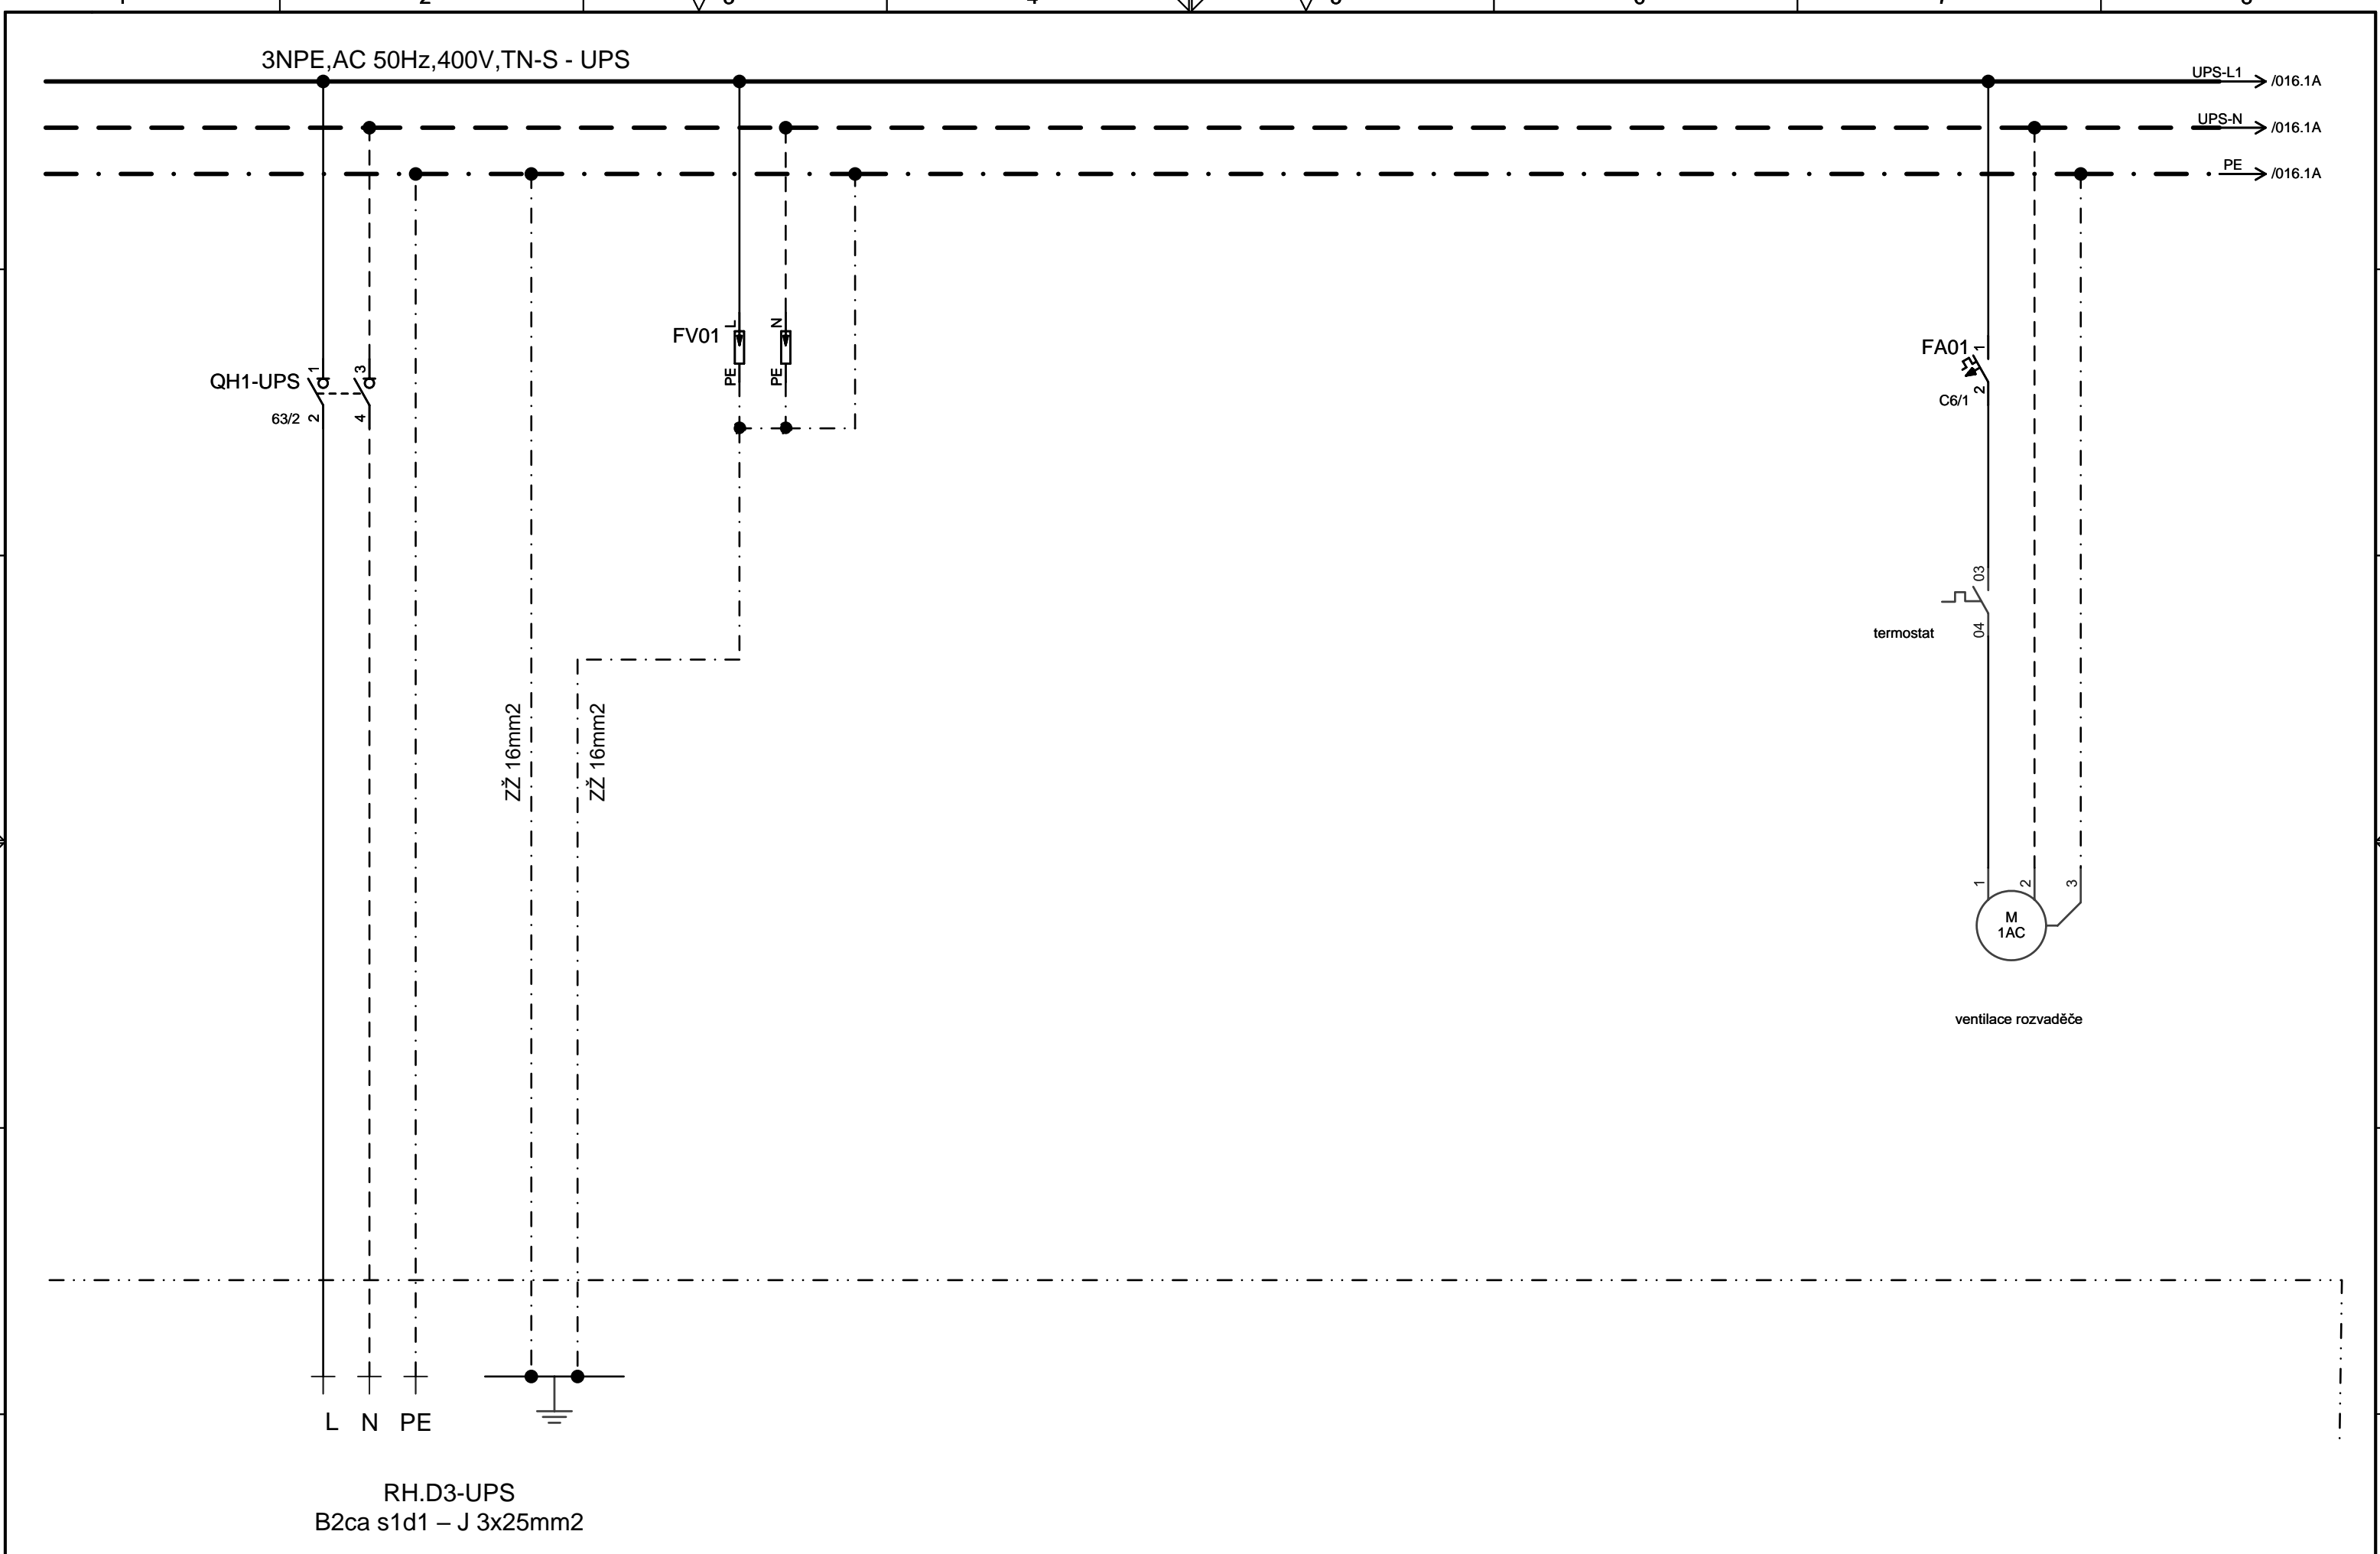 3NPE,AC 50Hz,400V,TN-S - UPS
UPS-L1 /016.1A
UPS-N /016.1A
PE /016.1A
FV01 L N
PE PE
QH1-UPS 1 3
63/2 2 4
FA01 1
C6/1 2
03
termostat 04
ZŽ 16mm2 ZŽ 16mm2
1 2 3
M
1AC
ventilace rozvaděče
L N PE
RH.D3-UPS
B2ca s1d1 – J 3x25mm2